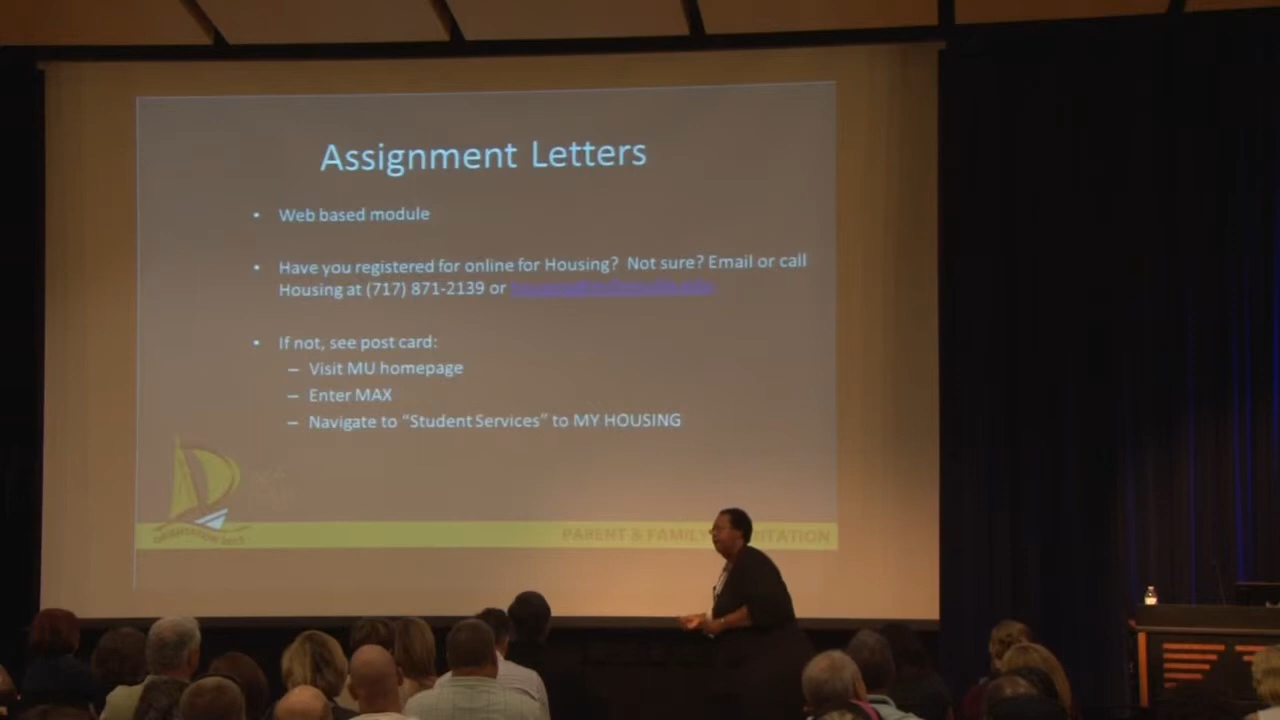 Assignment Letters
• Web based module
• Have you registered for online for Housing? Not sure? Email or call
Housing at (717) 871-2139 or
• If not, see post card:
– Visit MU homepage
– Enter MAX
– Navigate to “Student Services” to MY HOUSING
ORIENTATION 2015
PARENT & FAMILY